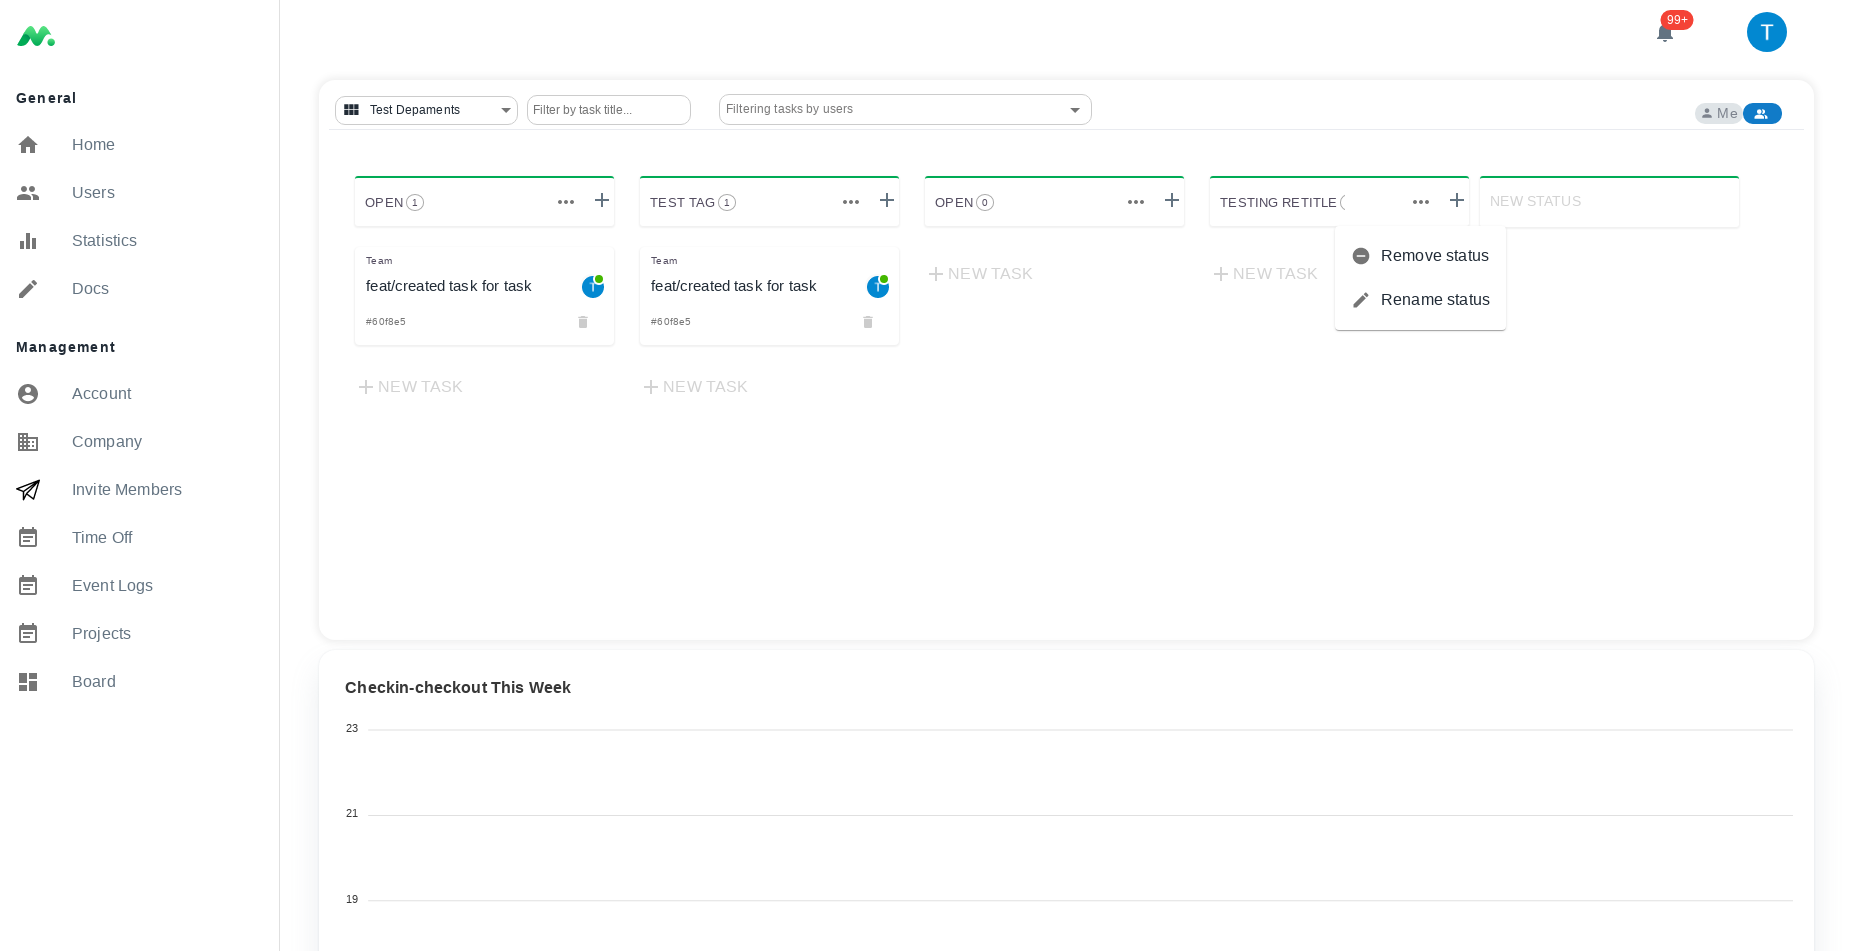 99+
T
General
Home
Users
Statistics
Docs
Management
Account
Company
Invite Members
Time Off
Event Logs
Projects
Board
Test Depaments
Filter by task title...
Filtering tasks by users
Me
OPEN 1
TEST TAG 1
OPEN 0
TESTING RETITLE
NEW STATUS
Team
feat/created task for task
T
#60f8e5
NEW TASK
Team
feat/created task for task
T
#60f8e5
NEW TASK
NEW TASK
NEW TASK
Remove status
Rename status
Checkin-checkout This Week
23
21
19